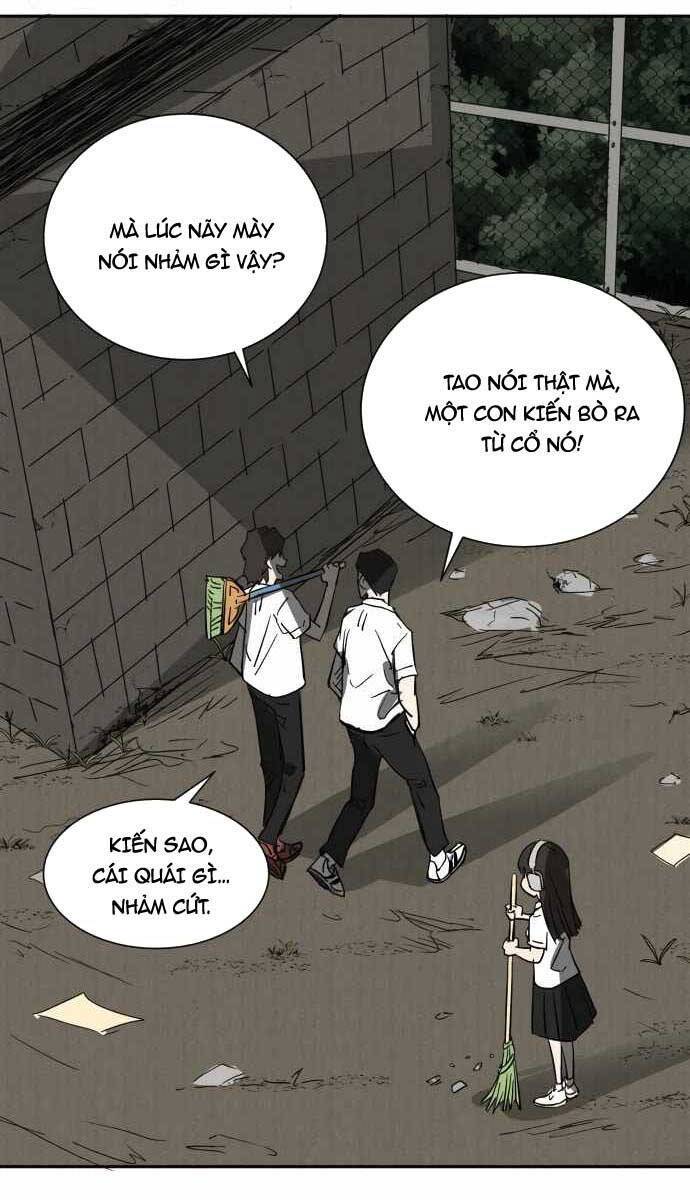 MÀ LÚC NÃY MÀY
NÓI NHẢM GÌ VẬY?
TAO NÓI THẬT MÀ,
MỘT CON KIẾN BÒ RA
TỪ CỔ NÓ!
KIẾN SAO,
CÁI QUÁI GÌ...
NHẢM CỨT.